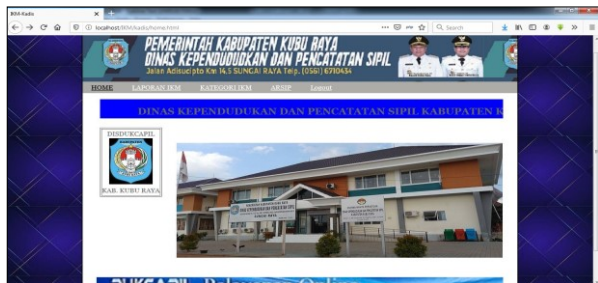 IKM-Kadis
localhost/IKM/kadis/home.html
Search
PEMERINTAH KABUPATEN KUBU RAYA
DINAS KEPENDUDUDKAN DAN PENCATATAN SIPIL
Jalan Adisucipto Km 14,5 SUNGAI RAYA Telp. (0561) 6710434
HOME LAPORAN IKM KATEGORI IKM ARSIP Logout
DINAS KEPENDUDUKAN DAN PENCATATAN SIPIL KABUPATEN K
DISDUKCAPIL
KAB. KUBU RAYA